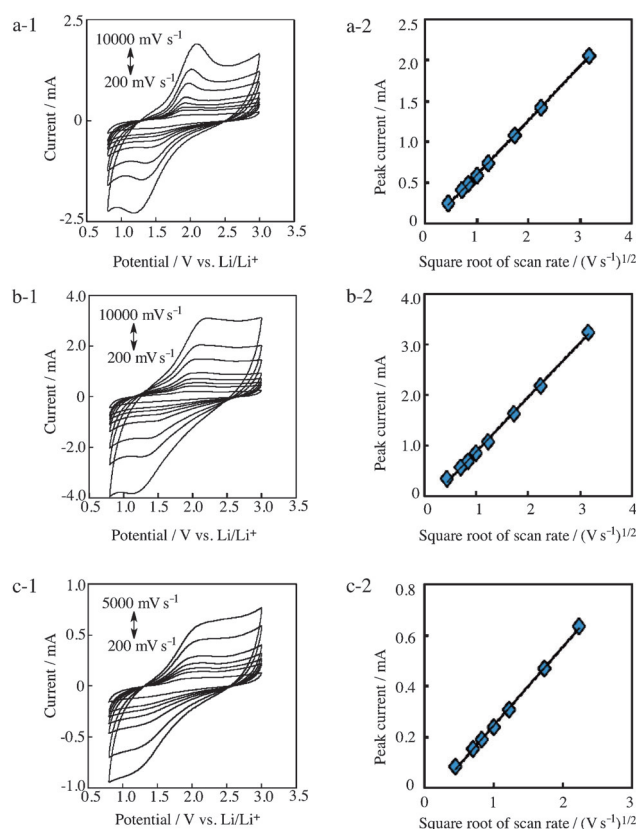 a-1
Current / mA
2.5
0
-2.5
10000 mV s⁻¹
200 mV s⁻¹
0.5 1.0 1.5 2.0 2.5 3.0 3.5
Potential / V vs. Li/Li⁺
a-2
Peak current / mA
2.5
2.0
1.5
1.0
0.5
0
0 1 2 3 4
Square root of scan rate / (V s⁻¹)¹/²
b-1
Current / mA
4.0
2.0
0
-2.0
-4.0
10000 mV s⁻¹
200 mV s⁻¹
0.5 1.0 1.5 2.0 2.5 3.0 3.5
Potential / V vs. Li/Li⁺
b-2
Peak current / mA
4.0
3.0
2.0
1.0
0
0 1 2 3 4
Square root of scan rate / (V s⁻¹)¹/²
c-1
Current / mA
1.0
0.5
0
-0.5
-1.0
5000 mV s⁻¹
200 mV s⁻¹
0.5 1.0 1.5 2.0 2.5 3.0 3.5
Potential / V vs. Li/Li⁺
c-2
Peak current / mA
0.8
0.6
0.4
0.2
0
0 1 2 3
Square root of scan rate / (V s⁻¹)¹/²